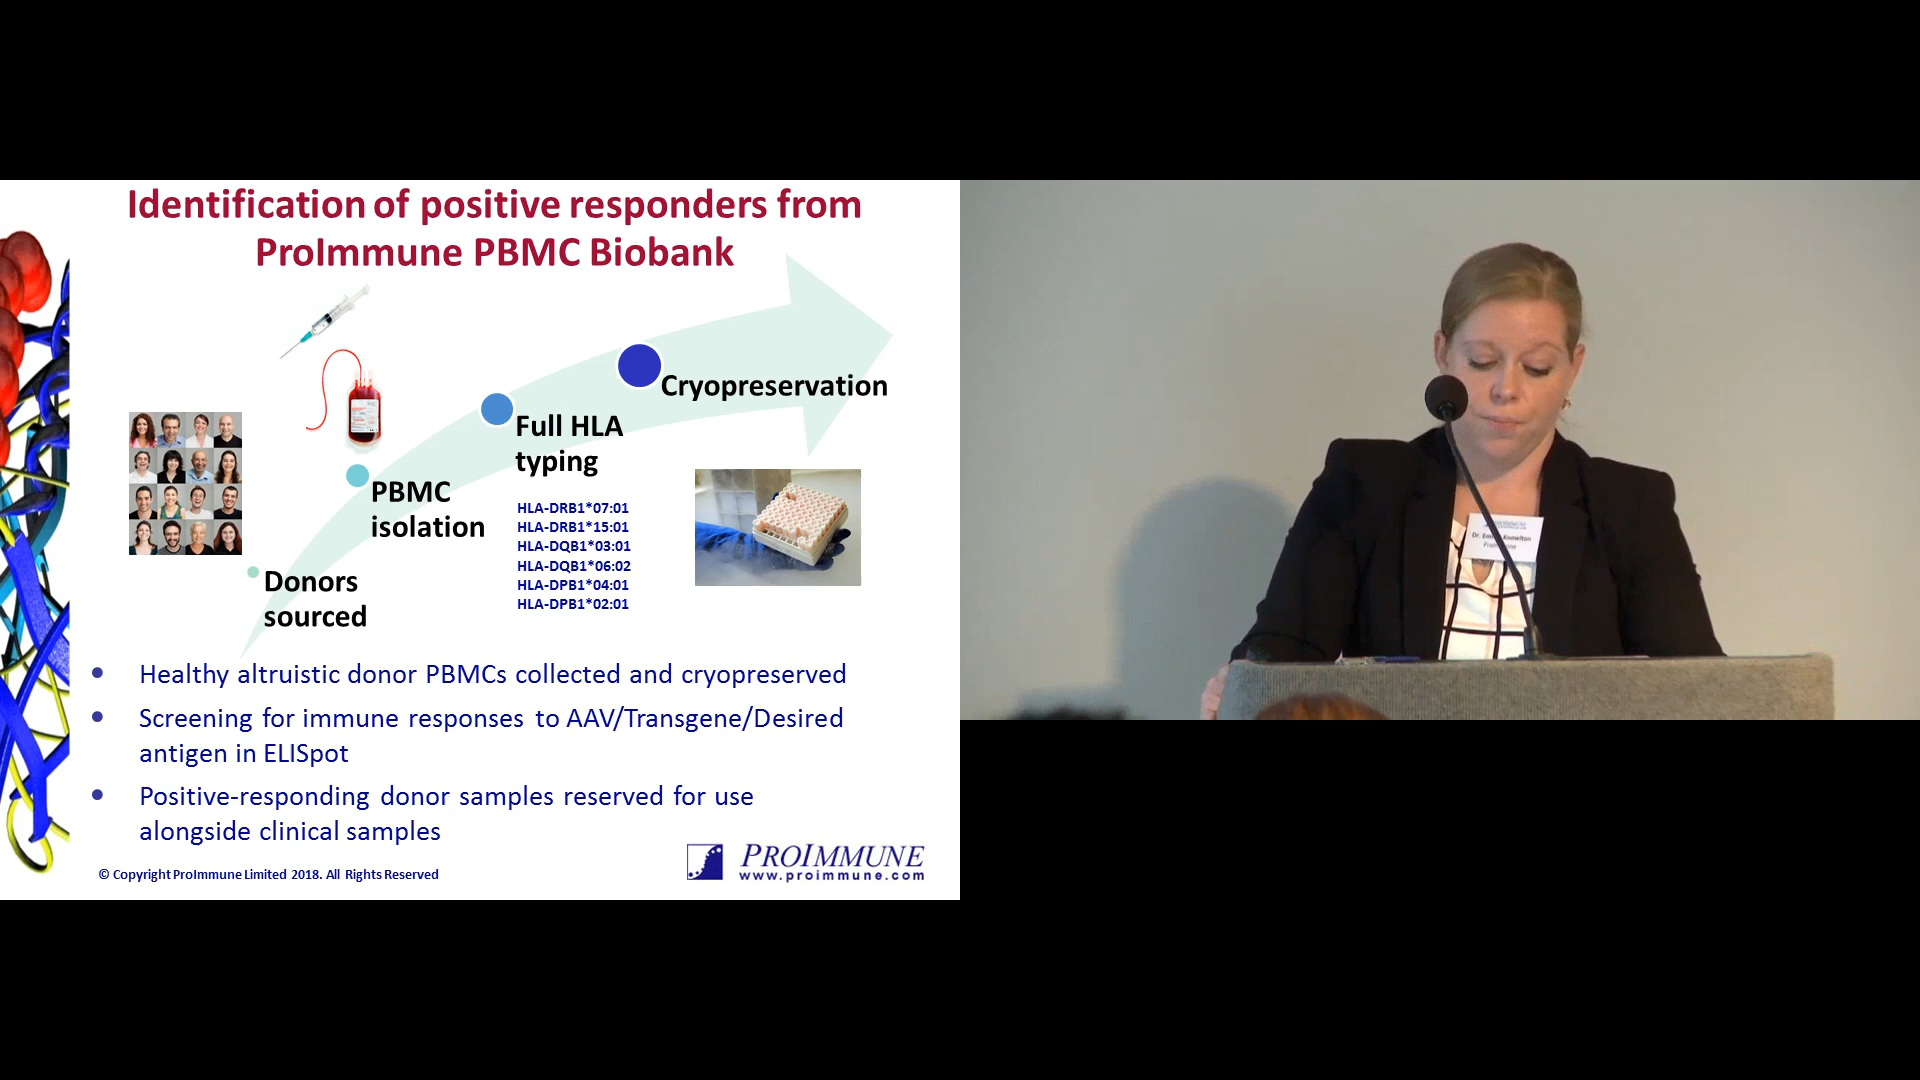 Identification of positive responders from
ProImmune PBMC Biobank
Cryopreservation
Full HLA
typing
PBMC
isolation
HLA-DRB1*07:01
HLA-DRB1*15:01
HLA-DQB1*03:01
HLA-DQB1*06:02
HLA-DPB1*04:01
HLA-DPB1*02:01
Donors
sourced
• Healthy altruistic donor PBMCs collected and cryopreserved
• Screening for immune responses to AAV/Transgene/Desired
antigen in ELISpot
• Positive-responding donor samples reserved for use
alongside clinical samples
© Copyright ProImmune Limited 2018. All Rights Reserved
PROIMMUNE
www.proimmune.com
PROIMMUNE
Dr. Knowlton